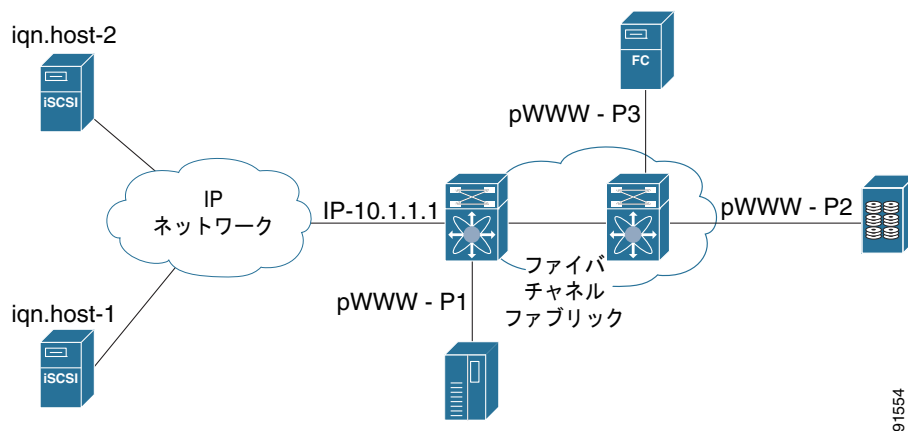 iqn.host-2
iSCSI
FC
pWWW - P3
IP
ネットワーク
IP-10.1.1.1
pWWW - P2
ファイバ
チャネル
ファブリック
pWWW - P1
iqn.host-1
iSCSI
91554